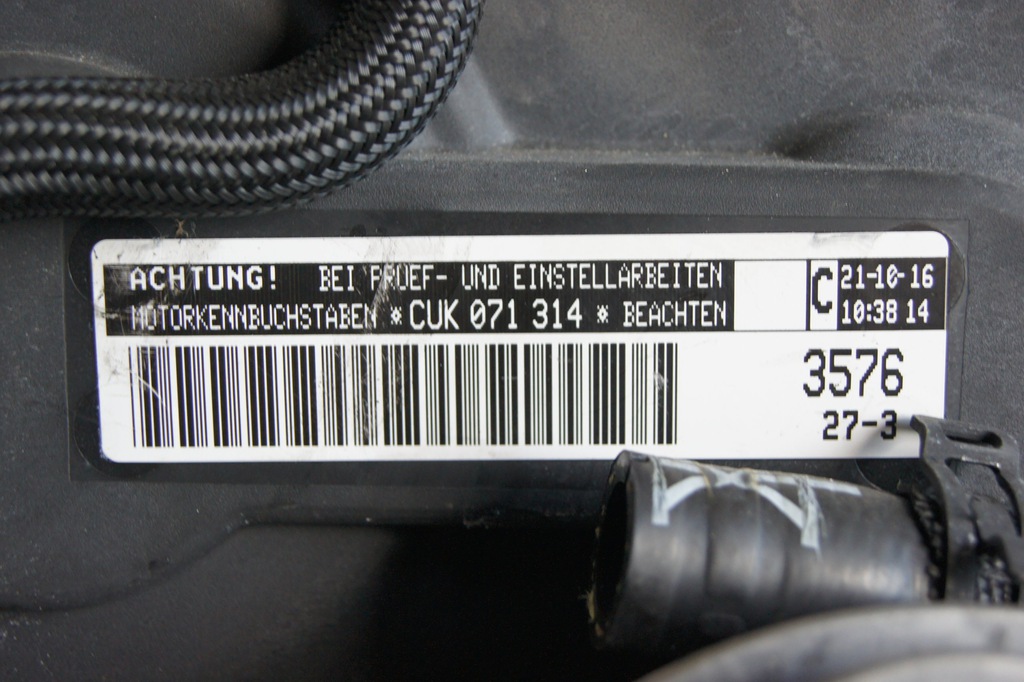 ACHTUNG! BEI PRUEF- UND EINSTELLARBEITEN
MOTORKENNBUCHSTABEN * CUK 071 314 * BEACHTEN
C
21-10-16
10:38 14
3576
27-3